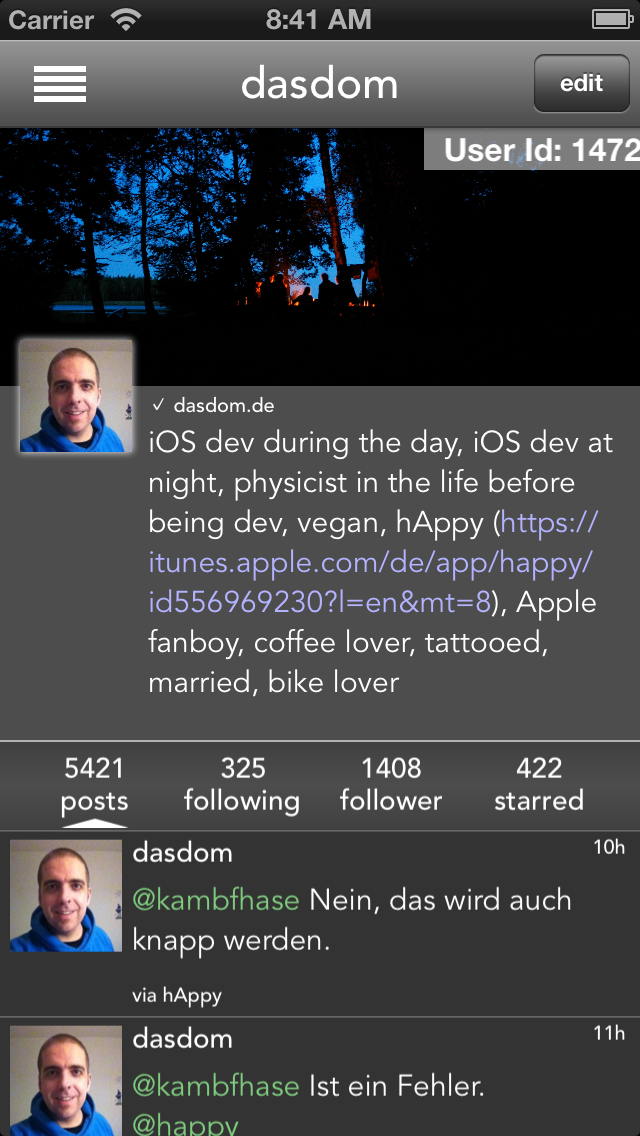 Carrier 8:41 AM
dasdom edit
User Id: 1472
✓ dasdom.de
iOS dev during the day, iOS dev at
night, physicist in the life before
being dev, vegan, hAppy (https://
itunes.apple.com/de/app/happy/
id556969230?l=en&mt=8), Apple
fanboy, coffee lover, tattooed,
married, bike lover
5421 325 1408 422
posts following follower starred
dasdom 10h
@kambfhase Nein, das wird auch
knapp werden.
via hAppy
dasdom 11h
@kambfhase Ist ein Fehler.
@happy